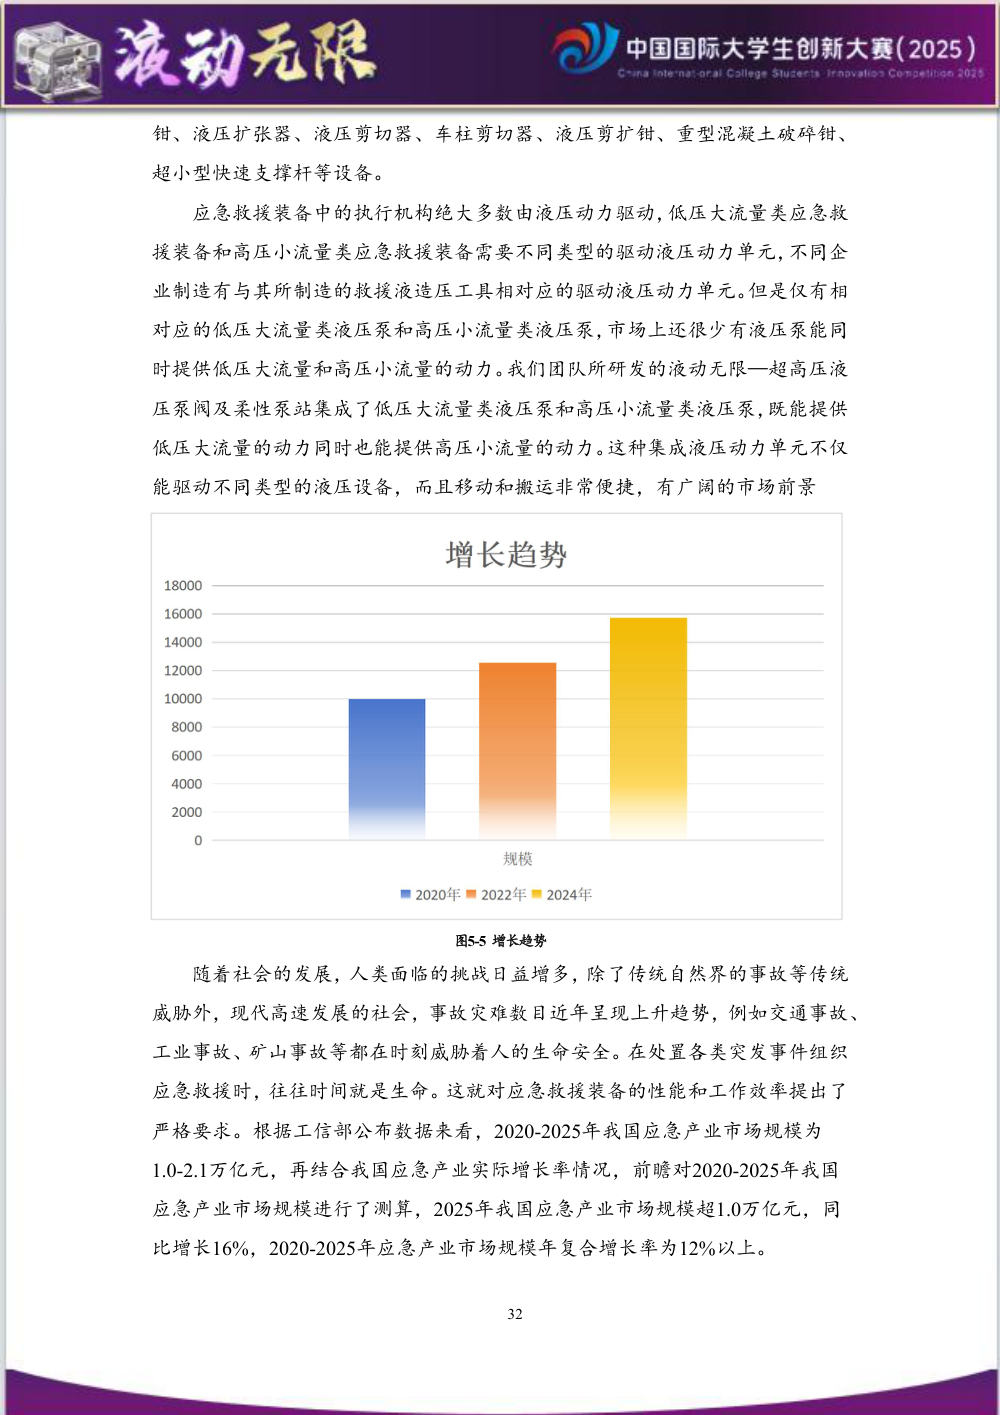 液动无限
中国国际大学生创新大赛(2025)
China International College Students Innovation Competition 2025
钳、液压扩张器、液压剪切器、车柱剪切器、液压剪扩钳、重型混凝土破碎钳、
超小型快速支撑杆等设备。
应急救援装备中的执行机构绝大多数由液压动力驱动，低压大流量类应急救
援装备和高压小流量类应急救援装备需要不同类型的驱动液压动力单元，不同企
业制造有与其所制造的救援液造压工具相对应的驱动液压动力单元。但是仅有相
对应的低压大流量类液压泵和高压小流量类液压泵，市场上还很少有液压泵能同
时提供低压大流量和高压小流量的动力。我们团队所研发的液动无限—超高压液
压泵阀及柔性泵站集成了低压大流量类液压泵和高压小流量类液压泵，既能提供
低压大流量的动力同时也能提供高压小流量的动力。这种集成液压动力单元不仅
能驱动不同类型的液压设备，而且移动和搬运非常便捷，有广阔的市场前景
增长趋势
18000
16000
14000
12000
10000
8000
6000
4000
2000
0
规模
2020年 2022年 2024年
图5-5 增长趋势
随着社会的发展，人类面临的挑战日益增多，除了传统自然界的事故等传统
威胁外，现代高速发展的社会，事故灾难数目近年呈现上升趋势，例如交通事故、
工业事故、矿山事故等都在时刻威胁着人的生命安全。在处置各类突发事件组织
应急救援时，往往时间就是生命。这就对应急救援装备的性能和工作效率提出了
严格要求。根据工信部公布数据来看，2020-2025年我国应急产业市场规模为
1.0-2.1万亿元，再结合我国应急产业实际增长率情况，前瞻对2020-2025年我国
应急产业市场规模进行了测算，2025年我国应急产业市场规模超1.0万亿元，同
比增长16%，2020-2025年应急产业市场规模年复合增长率为12%以上。
32